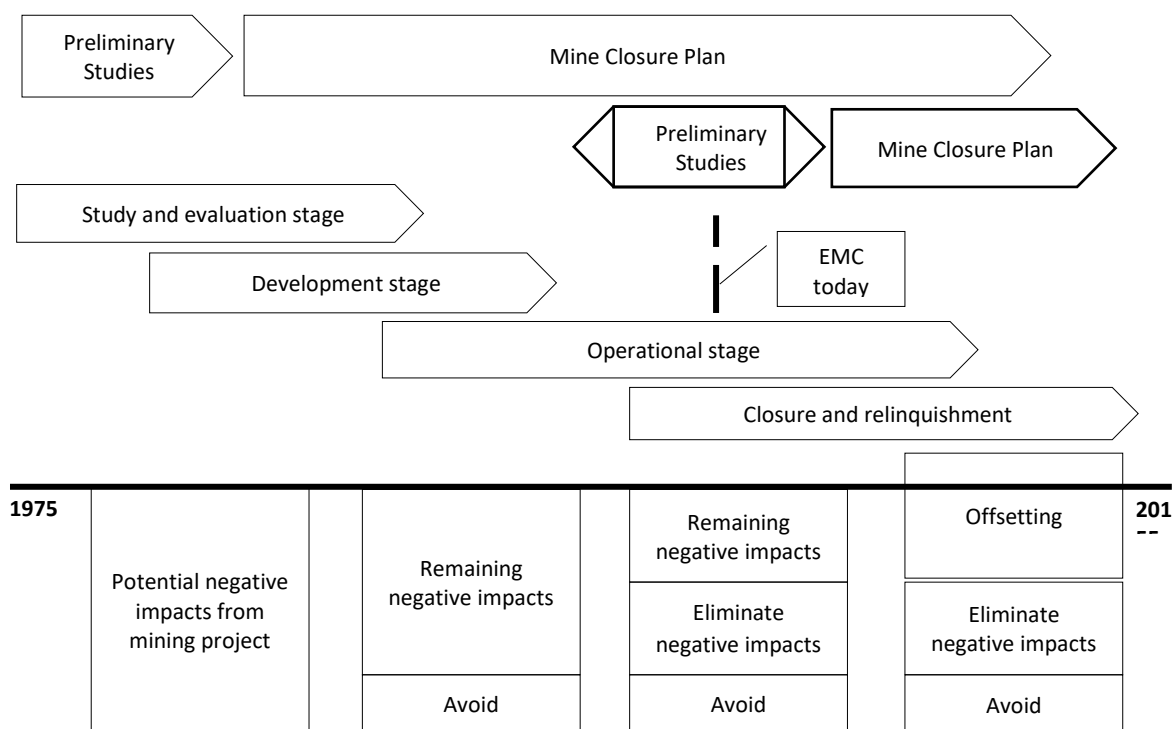 Preliminary
Studies
Mine Closure Plan
Preliminary
Studies
Mine Closure Plan
Study and evaluation stage
Development stage
EMC
today
Operational stage
Closure and relinquishment
1975
201
Potential negative
impacts from
mining project
Remaining
negative impacts
Avoid
Remaining
negative impacts
Eliminate
negative impacts
Avoid
Offsetting
Eliminate
negative impacts
Avoid